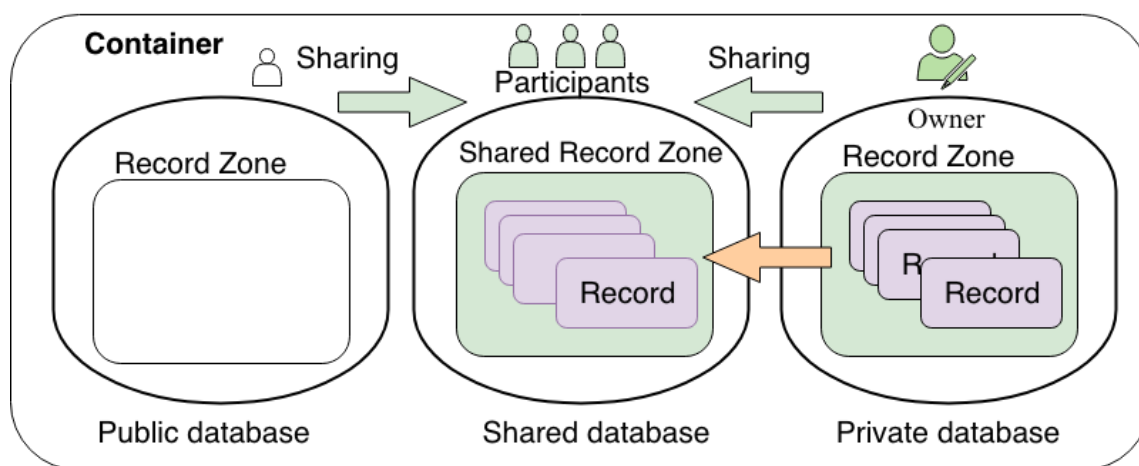 Container
Sharing
Participants
Sharing
Owner
Record Zone
Shared Record Zone
Record Zone
Record
Record
Public database
Shared database
Private database